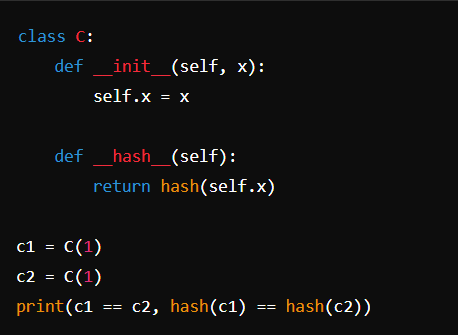 class C:
    def __init__(self, x):
        self.x = x

    def __hash__(self):
        return hash(self.x)

c1 = C(1)
c2 = C(1)
print(c1 == c2, hash(c1) == hash(c2))